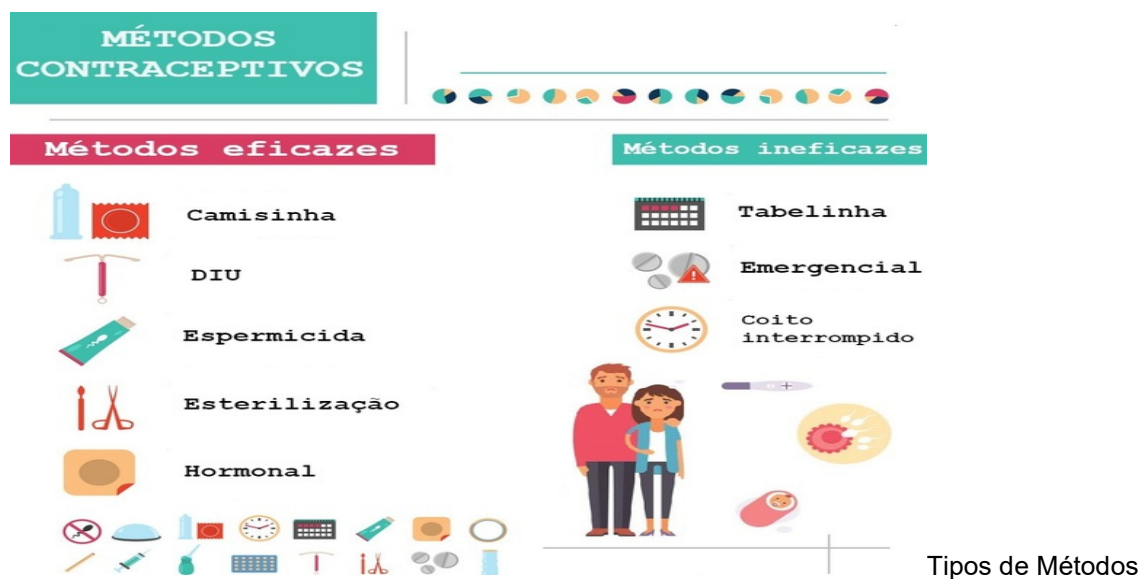 MÉTODOS
CONTRACEPTIVOS
Métodos eficazes
Métodos ineficazes
Camisinha
DIU
Espermicida
Esterilização
Hormonal
Tabelinha
Emergencial
Coito
interrompido
Tipos de Métodos